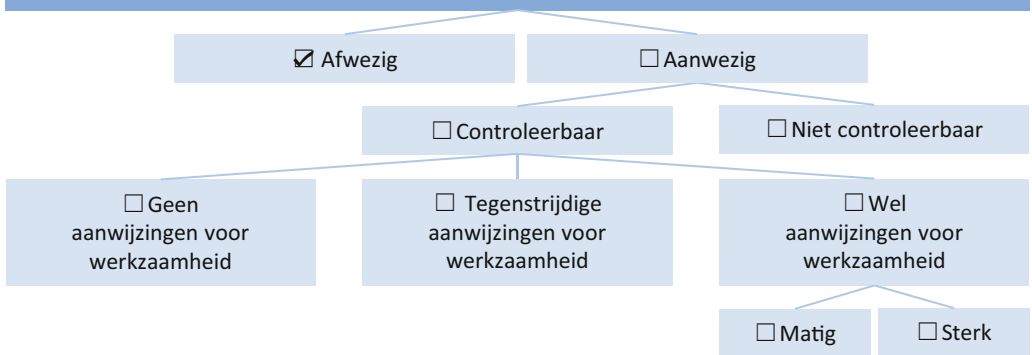 ☑ Afwezig
☐ Aanwezig
☐ Controleerbaar
☐ Niet controleerbaar
☐ Geen
aanwijzingen voor
werkzaamheid
☐ Tegenstrijdige
aanwijzingen voor
werkzaamheid
☐ Wel
aanwijzingen voor
werkzaamheid
☐ Matig
☐ Sterk